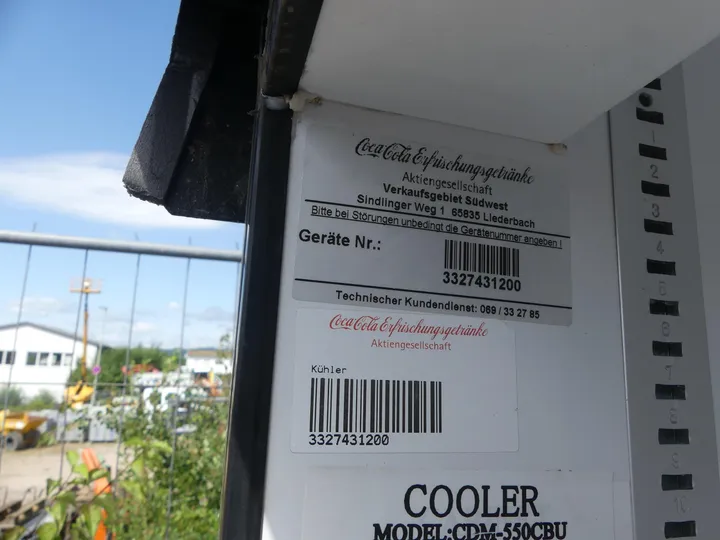 Coca Cola Erfrischungsgetränke
Aktiengesellschaft
Verkaufsgebiet Südwest
Sindlinger Weg 1 65835 Liederbach
Bitte bei Störungen unbedingt die Gerätenummer angeben !
Geräte Nr.:
3327431200
Technischer Kundendienst: 069 / 33 27 85
Coca Cola Erfrischungsgetränke
Aktiengesellschaft
Kühler
3327431200
COOLER
MODEL:CDM-550CBU
1
2
3
4
5
6
7
8
9
10